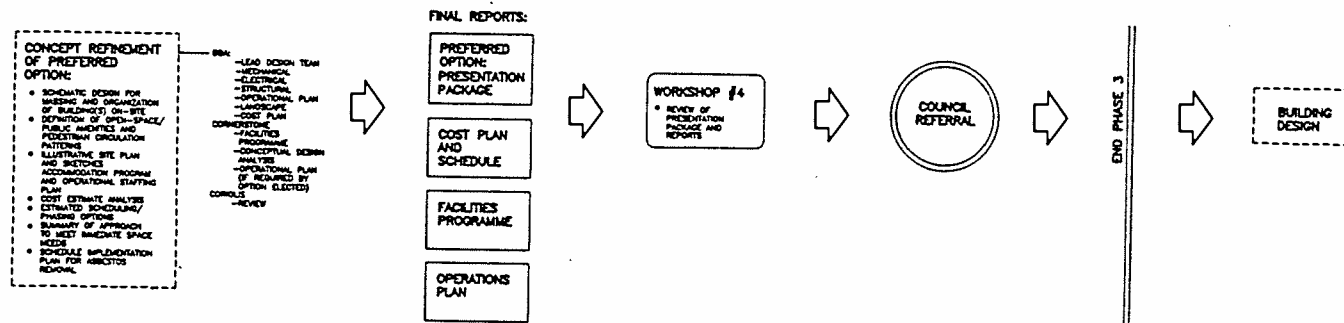 CONCEPT REFINEMENT
OF PREFERRED
OPTION:
• SCHEMATIC DESIGN FOR
MASSING AND ORGANIZATION
OF BUILDING(S) ON-SITE
• DEFINITION OF OPEN-SPACE/
PUBLIC AMENITIES AND
PEDESTRIAN CIRCULATION
PATTERNS
• ILLUSTRATIVE SITE PLAN
AND SKETCHES
ACCOMMODATION PROGRAM
AND OPERATIONAL STAFFING
PLAN
• COST ESTIMATE ANALYSIS
• ESTIMATED SCHEDULING/
PHASING OPTIONS
• SUMMARY OF APPROACH
TO MEET IMMEDIATE SPACE
NEEDS
• SCHEDULE IMPLEMENTATION
PLAN FOR ASBESTOS
REMOVAL
—LEAD DESIGN TEAM
—MECHANICAL
—ELECTRICAL
—STRUCTURAL
—OPERATIONAL PLAN
—LANDSCAPE
—COST PLAN
CORNERSTONE
—FACILITIES
PROGRAMME
—CONCEPTUAL DESIGN
ANALYSIS
—OPERATIONAL PLAN
(IF REQUIRED BY
OPTION ELECTED)
CORIOLIS
—REVIEW
FINAL REPORTS:
PREFERRED
OPTION:
PRESENTATION
PACKAGE
COST PLAN
AND
SCHEDULE
FACILITIES
PROGRAMME
OPERATIONS
PLAN
WORKSHOP #4
• REVIEW OF
PRESENTATION
PACKAGE AND
REPORTS
COUNCIL
REFERRAL
END PHASE 3
BUILDING
DESIGN